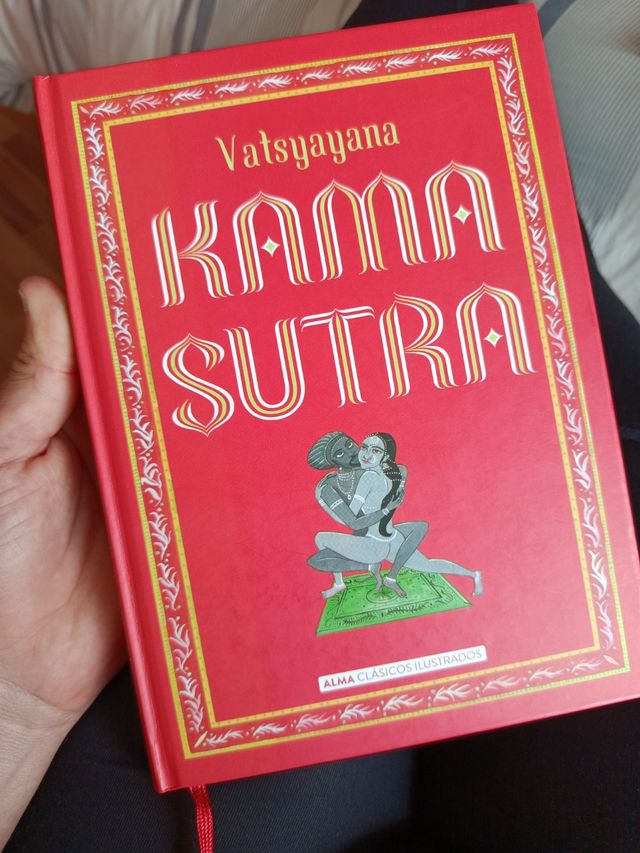 Vatsyayana
KAMA
SUTRA
ALMA CLÁSICOS ILUSTRADOS